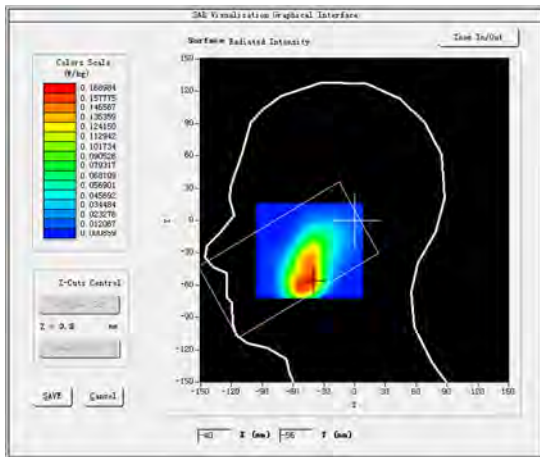 SAR Visualisation Graphical Interface
Surface Radiated Intensity
Zoom In/Out
Colors Scale
(W/kg)
0.168984
0.157775
0.146567
0.135359
0.124150
0.112942
0.101734
0.090526
0.079317
0.068109
0.056901
0.045692
0.034484
0.023276
0.012067
0.000859
150
120
90
60
30
0
-30
-60
-90
-120
-150
-150 -120 -90 -60 -30 0 30 60 90 120 150
Z-Cuts Control
mm
SAVE
Cancel
-40 X (mm) -56 Y (mm)